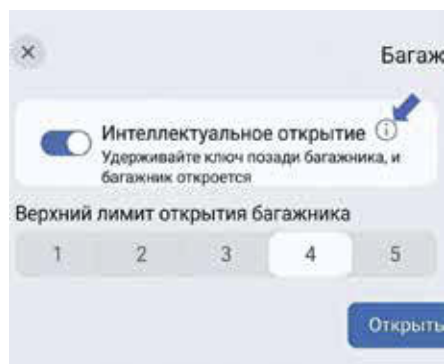 Багаж
Интеллектуальное открытие
Удерживайте ключ позади багажника, и
багажник откроется
Верхний лимит открытия багажника
1 2 3 4 5
Открыть